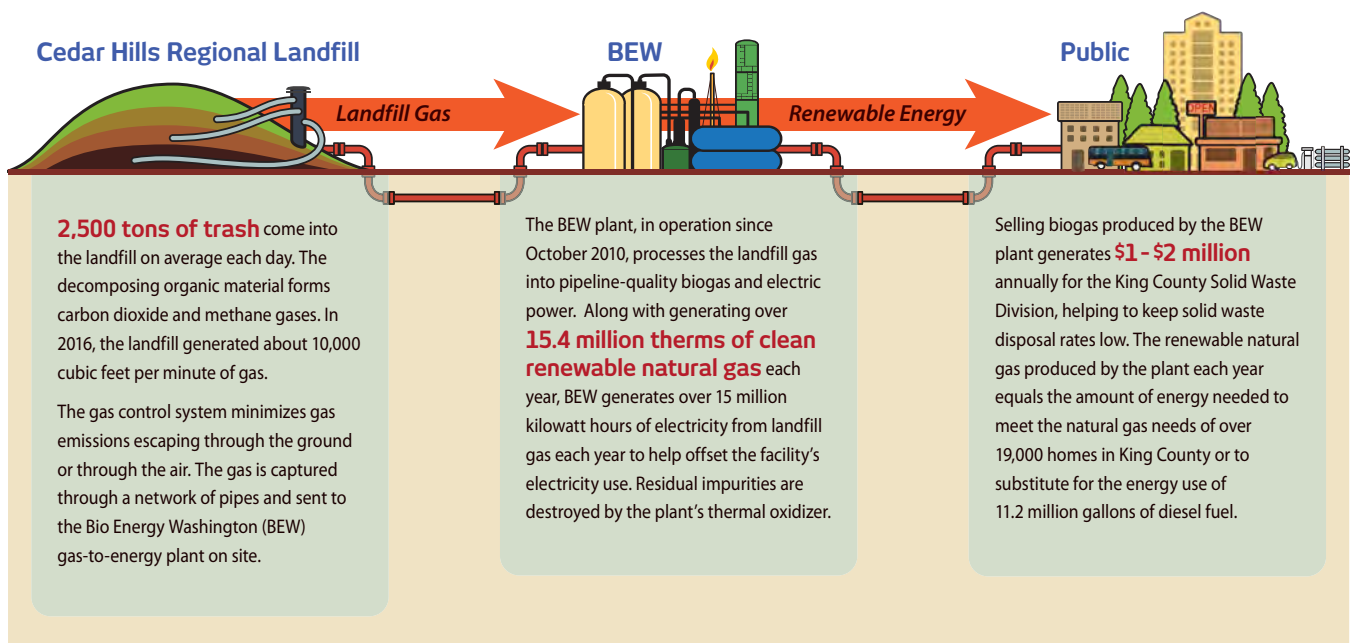 Cedar Hills Regional Landfill
BEW
Public
Landfill Gas
Renewable Energy
OPEN
2,500 tons of trash come into
the landfill on average each day. The
decomposing organic material forms
carbon dioxide and methane gases. In
2016, the landfill generated about 10,000
cubic feet per minute of gas.
The gas control system minimizes gas
emissions escaping through the ground
or through the air. The gas is captured
through a network of pipes and sent to
the Bio Energy Washington (BEW)
gas-to-energy plant on site.
The BEW plant, in operation since
October 2010, processes the landfill gas
into pipeline-quality biogas and electric
power. Along with generating over
15.4 million therms of clean
renewable natural gas each
year, BEW generates over 15 million
kilowatt hours of electricity from landfill
gas each year to help offset the facility's
electricity use. Residual impurities are
destroyed by the plant's thermal oxidizer.
Selling biogas produced by the BEW
plant generates $1 - $2 million
annually for the King County Solid Waste
Division, helping to keep solid waste
disposal rates low. The renewable natural
gas produced by the plant each year
equals the amount of energy needed to
meet the natural gas needs of over
19,000 homes in King County or to
substitute for the energy use of
11.2 million gallons of diesel fuel.